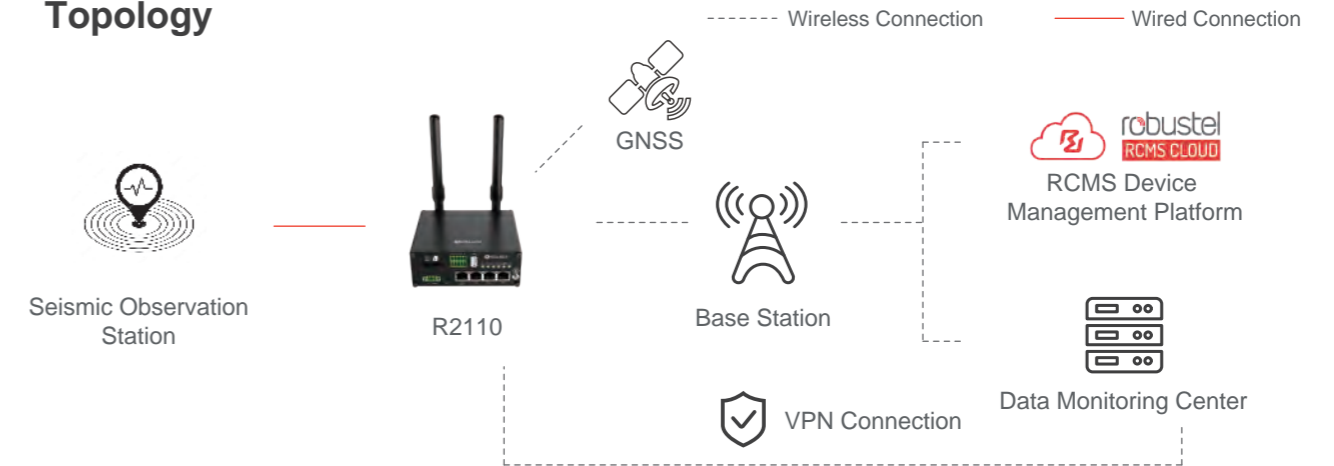 Topology
Wireless Connection
Wired Connection
GNSS
robustel
RCMS CLOUD
RCMS Device
Management Platform
Seismic Observation
Station
R2110
Base Station
VPN Connection
Data Monitoring Center